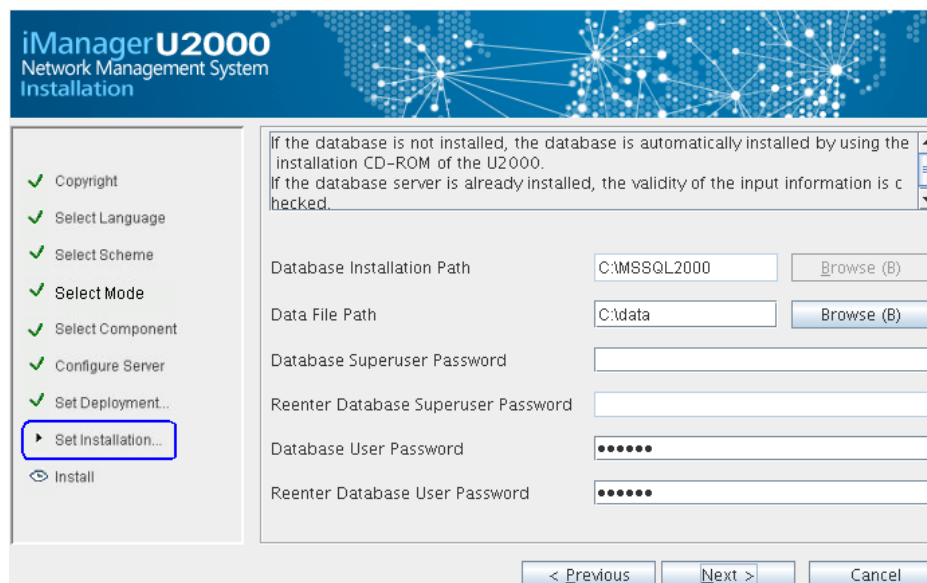 iManager U2000
Network Management System
Installation
Copyright
Select Language
Select Scheme
Select Mode
Select Component
Configure Server
Set Deployment...
Set Installation...
Install
If the database is not installed, the database is automatically installed by using the
installation CD-ROM of the U2000.
If the database server is already installed, the validity of the input information is c
hecked.
Database Installation Path C:\MSSQL2000 Browse (B)
Data File Path C:\data Browse (B)
Database Superuser Password
Reenter Database Superuser Password
Database User Password ●●●●●●
Reenter Database User Password ●●●●●●
< Previous Next > Cancel